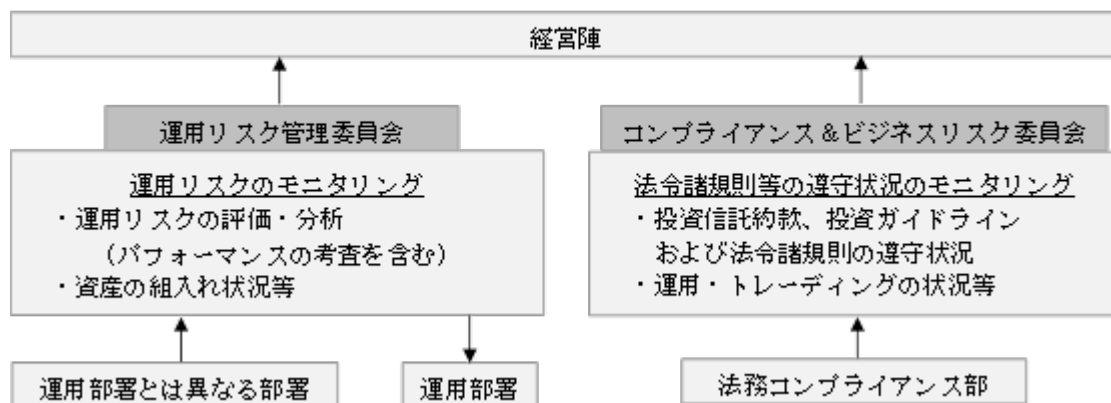 経営陣
運用リスク管理委員会
運用リスクのモニタリング
・運用リスクの評価・分析
（パフォーマンスの考査を含む）
・資産の組入れ状況等
運用部署とは異なる部署
運用部署
コンプライアンス＆ビジネスリスク委員会
法令諸規則等の遵守状況のモニタリング
・投資信託約款、投資ガイドライン
および法令諸規則の遵守状況
・運用・トレーディングの状況等
法務コンプライアンス部